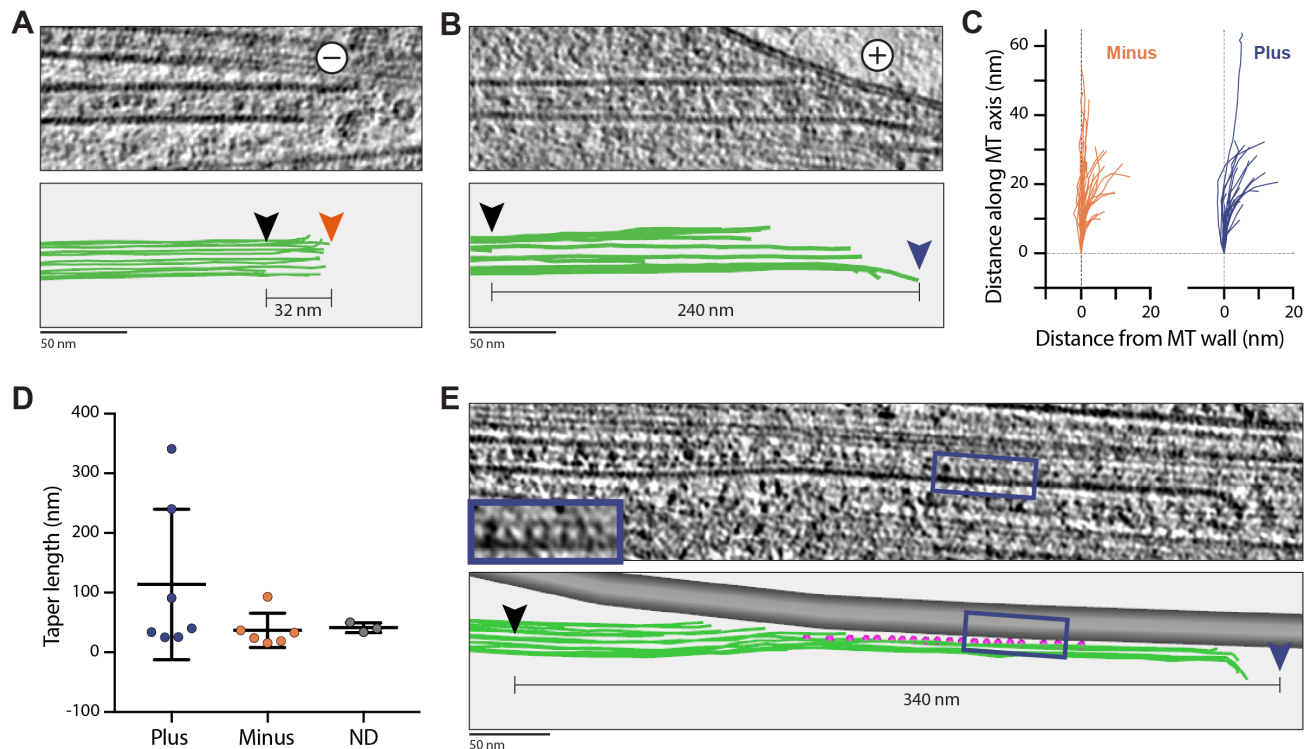 A
−
32 nm
50 nm
B
+
240 nm
50 nm
C
Distance along MT axis (nm)
60
40
20
0
Minus
Plus
0
20
0
20
Distance from MT wall (nm)
D
Taper length (nm)
400
300
200
100
0
-100
Plus
Minus
ND
E
340 nm
50 nm